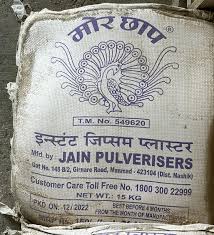 मोर छाप
T.M. No. 549620
इन्स्टंट जिप्सम प्लास्टर
Mfd. by: JAIN PULVERISERS
Gat No. 148 B/2, Girnare Road, Manmad - 423104 (Dist. Nashik)
Customer Care Toll Free No. 1800 300 22999
NET WT.: 15 KG
PKD ON: 12/2022
BEST BEFORE 4 MONTHS
FROM THE MONTH OF MANUFAC